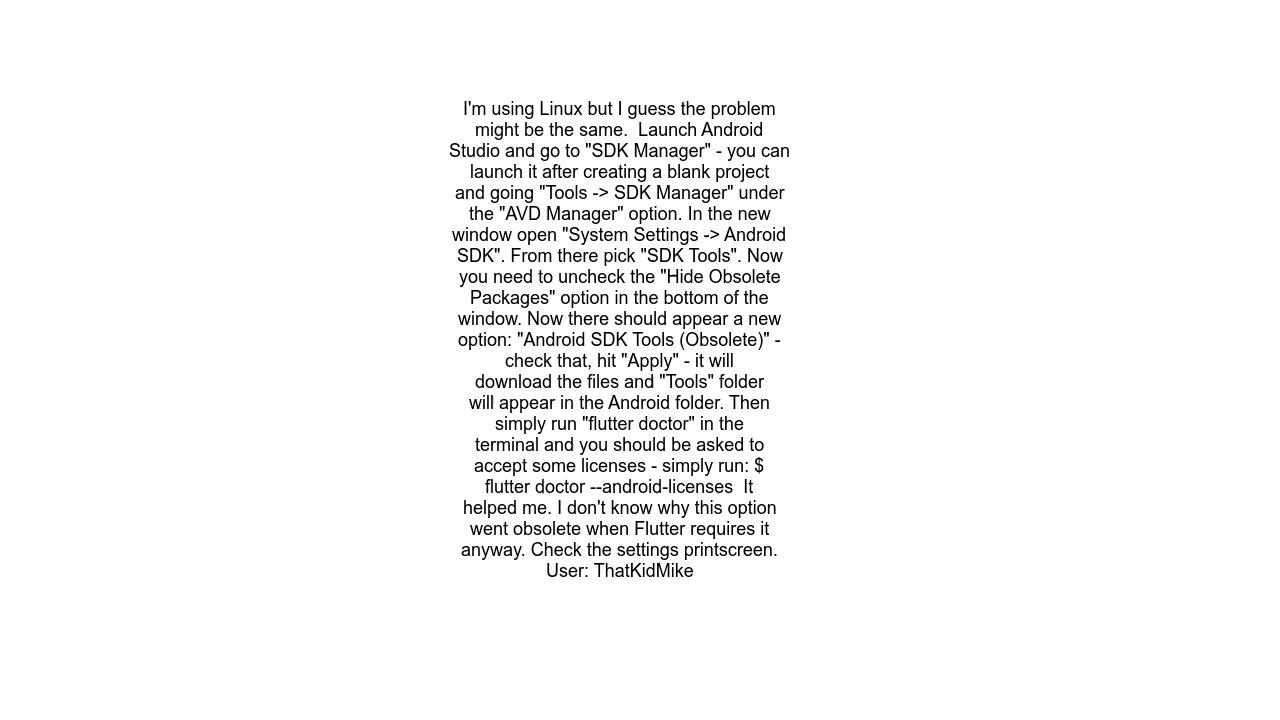 I'm using Linux but I guess the problem
might be the same.  Launch Android
Studio and go to "SDK Manager" - you can
launch it after creating a blank project
and going "Tools -> SDK Manager" under
the "AVD Manager" option. In the new
window open "System Settings -> Android
SDK". From there pick "SDK Tools". Now
you need to uncheck the "Hide Obsolete
Packages" option in the bottom of the
window. Now there should appear a new
option: "Android SDK Tools (Obsolete)" -
check that, hit "Apply" - it will
download the files and "Tools" folder
will appear in the Android folder. Then
simply run "flutter doctor" in the
terminal and you should be asked to
accept some licenses - simply run: $
flutter doctor --android-licenses  It
helped me. I don't know why this option
went obsolete when Flutter requires it
anyway. Check the settings printscreen.
User: ThatKidMike